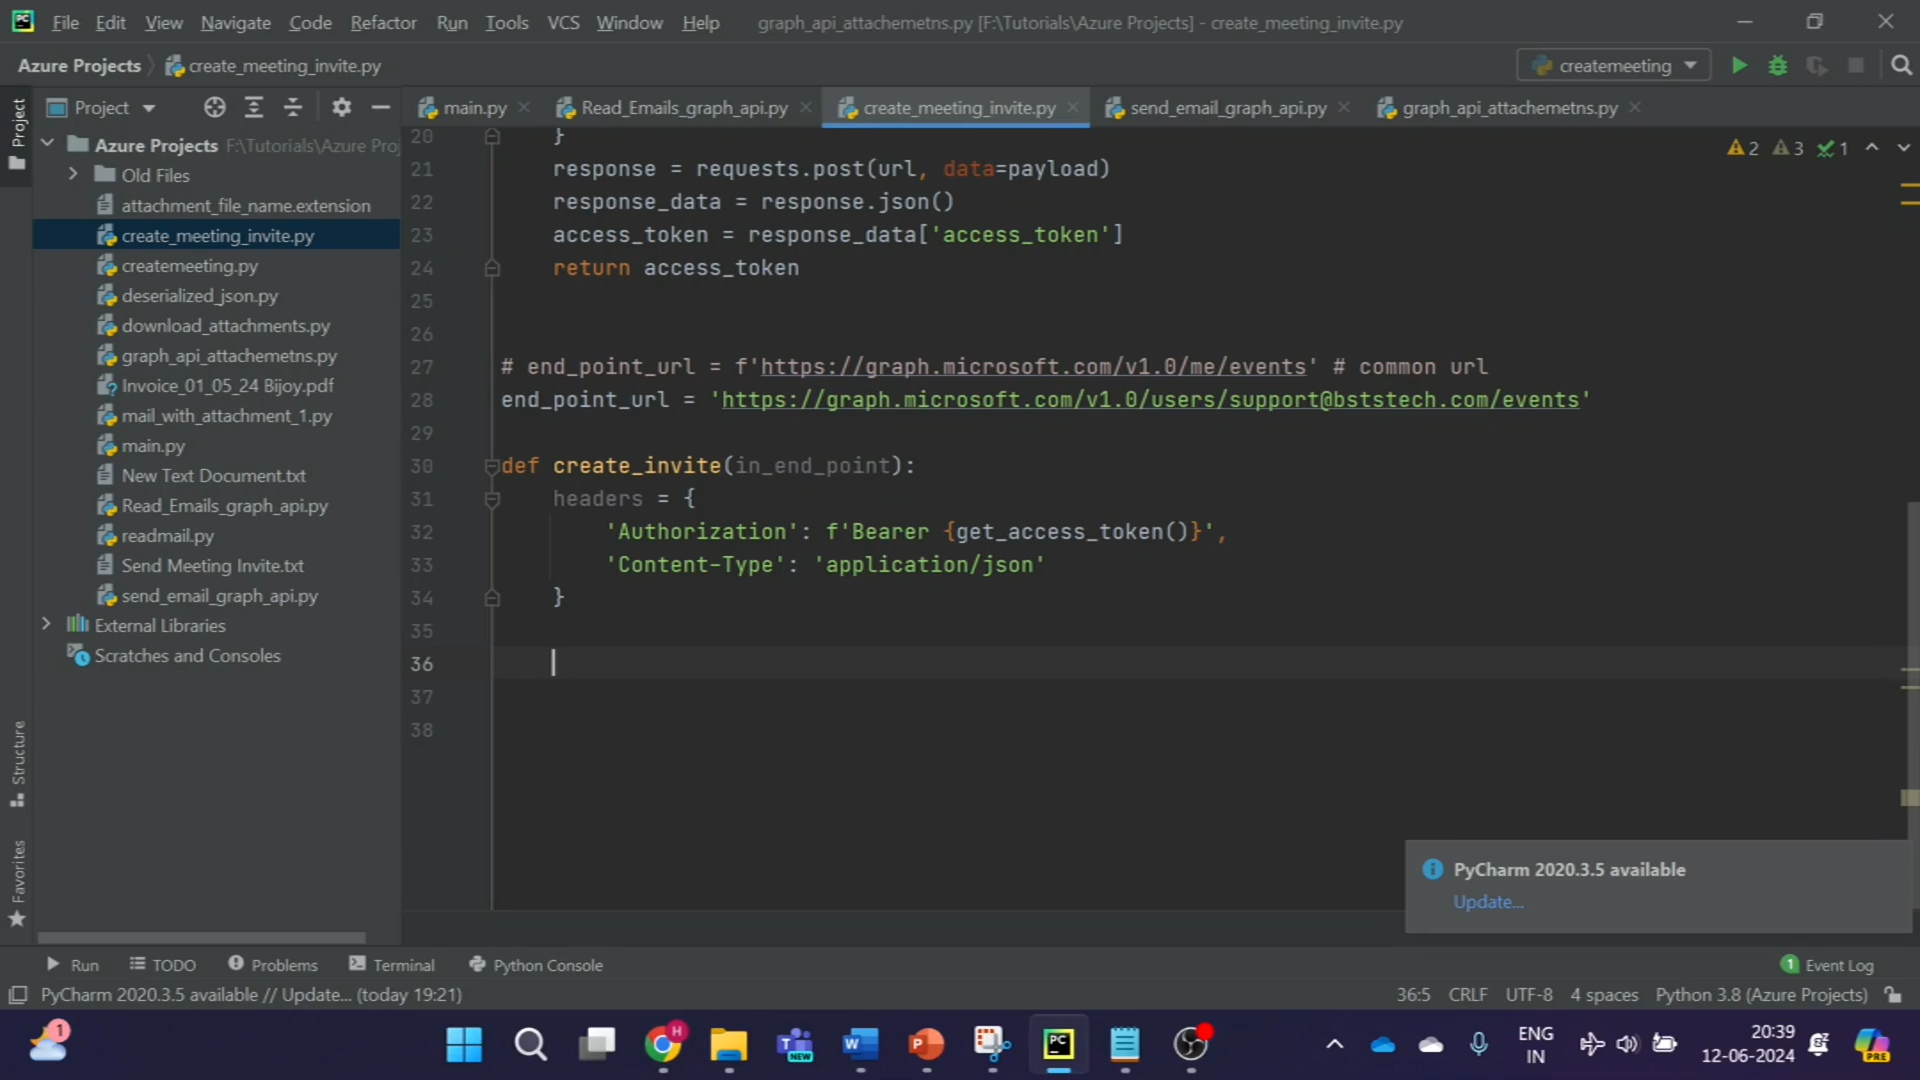 PC File Edit View Navigate Code Refactor Run Tools VCS Window Help graph_api_attachemetns.py [F:\Tutorials\Azure Projects] - create_meeting_invite.py
Azure Projects create_meeting_invite.py createmeeting
Project
Project main.py Read_Emails_graph_api.py create_meeting_invite.py send_email_graph_api.py graph_api_attachemetns.py
Azure Projects F:\Tutorials\Azure Proj
Old Files
attachment_file_name.extension
create_meeting_invite.py
createmeeting.py
deserialized_json.py
download_attachments.py
graph_api_attachemetns.py
Invoice_01_05_24 Bijoy.pdf
mail_with_attachment_1.py
main.py
New Text Document.txt
Read_Emails_graph_api.py
readmail.py
Send Meeting Invite.txt
send_email_graph_api.py
External Libraries
Scratches and Consoles
Structure
Favorites
2 3 1
20 }
21 response = requests.post(url, data=payload)
22 response_data = response.json()
23 access_token = response_data['access_token']
24 return access_token
25
26
27 # end_point_url = f'https://graph.microsoft.com/v1.0/me/events' # common url
28 end_point_url = 'https://graph.microsoft.com/v1.0/users/support@bststech.com/events'
29
30 def create_invite(in_end_point):
31 headers = {
32 'Authorization': f'Bearer {get_access_token()}',
33 'Content-Type': 'application/json'
34 }
35
36
37
38
PyCharm 2020.3.5 available
Update...
Run TODO Problems Terminal Python Console 1 Event Log
PyCharm 2020.3.5 available // Update... (today 19:21) 36:5 CRLF UTF-8 4 spaces Python 3.8 (Azure Projects)
1 H NEW T W P PC ENG 20:39
IN 12-06-2024 PRE